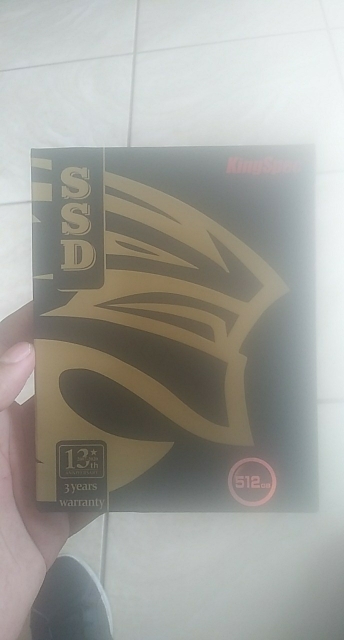 SSD
KingSpec
13th
3 years
warranty
512GB